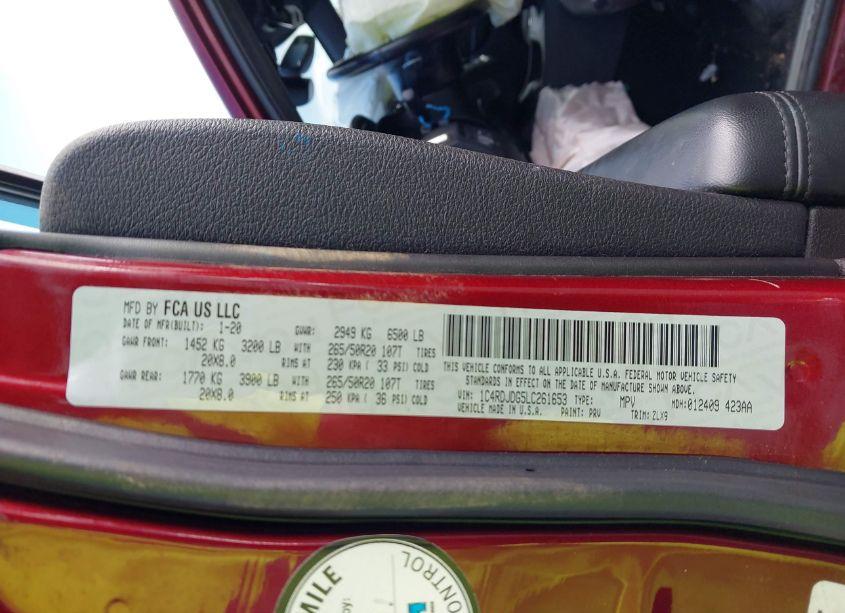 MFD BY FCA US LLC
DATE OF MFR(BUILT): 1-20 GVWR: 2949 KG 6500 LB
GAWR FRONT: 1452 KG 3200 LB WITH 265/50R20 107T TIRES
20X8.0 RIMS AT 230 KPA ( 33 PSI) COLD
GAWR REAR: 1770 KG 3900 LB WITH 265/50R20 107T TIRES
20X8.0 RIMS AT 250 KPA ( 36 PSI) COLD
THIS VEHICLE CONFORMS TO ALL APPLICABLE U.S.A. FEDERAL MOTOR VEHICLE SAFETY
STANDARDS IN EFFECT ON THE DATE OF MANUFACTURE SHOWN ABOVE.
VIN: 1C4RDJDG5LC261653 TYPE: MPV MDH:012409 423AA
VEHICLE MADE IN U.S.A. PAINT: PRV TRIM: ZLX9
MILE
by:
CONTROL